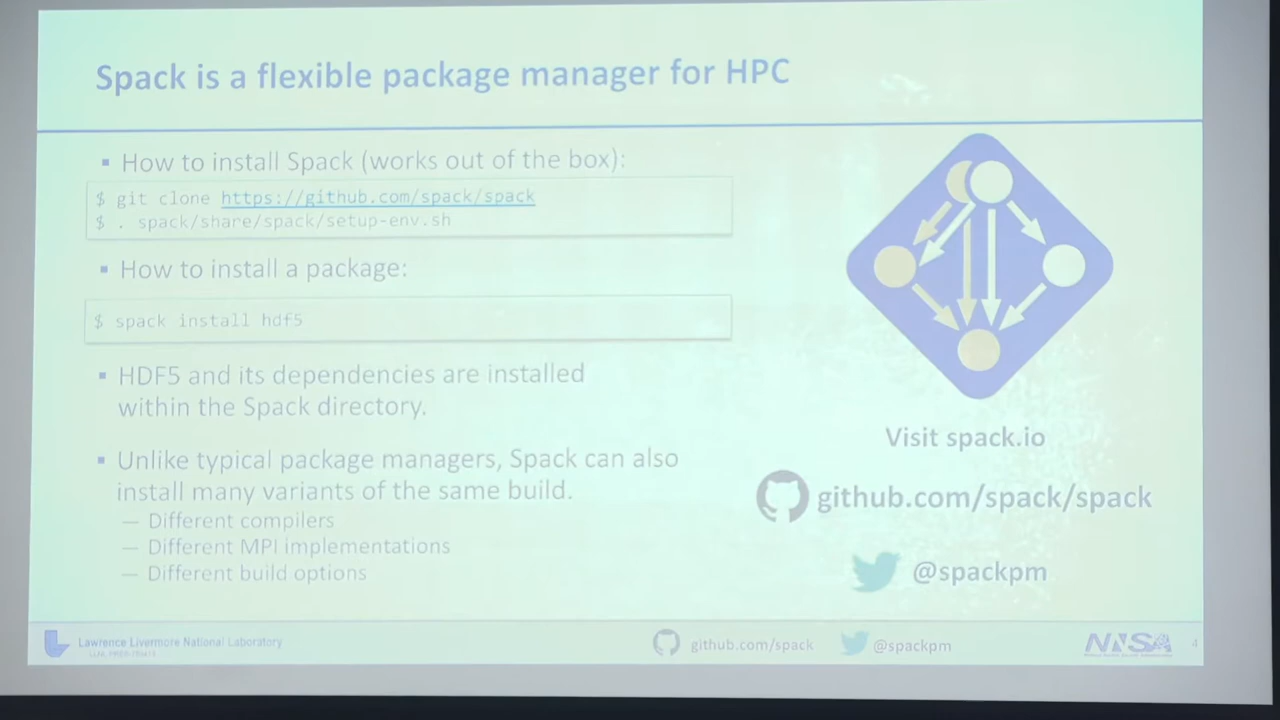 Spack is a flexible package manager for HPC
▪ How to install Spack (works out of the box):
$ git clone https://github.com/spack/spack
$ . spack/share/spack/setup-env.sh
▪ How to install a package:
$ spack install hdf5
▪ HDF5 and its dependencies are installed
within the Spack directory.
▪ Unlike typical package managers, Spack can also
install many variants of the same build.
— Different compilers
— Different MPI implementations
— Different build options
Visit spack.io
github.com/spack/spack
@spackpm
Lawrence Livermore National Laboratory
github.com/spack
@spackpm
NNSA
4